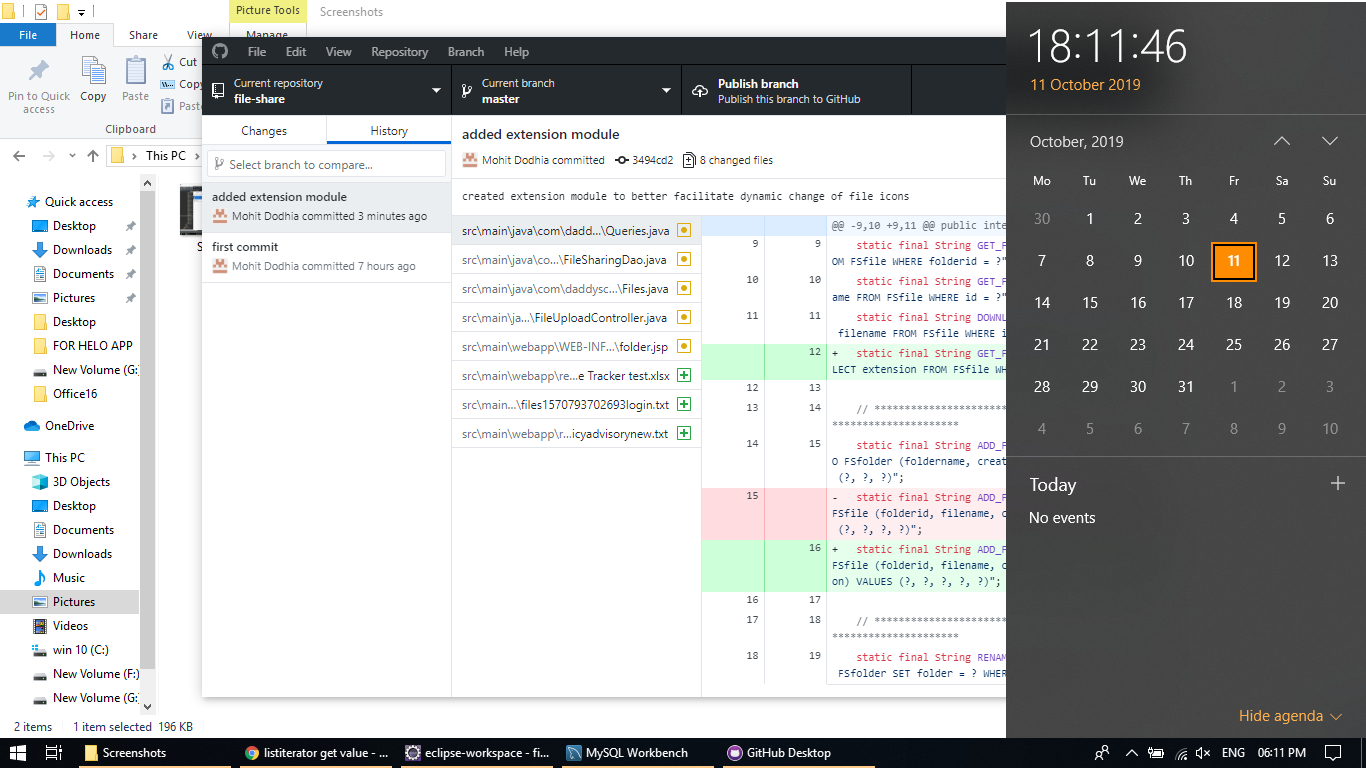 Picture Tools
Screenshots
File
Home
Share
View
Manage
Pin to Quick access
Copy
Paste
Cut
Copy
Paste
Clipboard
This PC
Quick access
Desktop
Downloads
Documents
Pictures
Desktop
FOR HELO APP
New Volume (G:
Office16
OneDrive
This PC
3D Objects
Desktop
Documents
Downloads
Music
Pictures
Videos
win 10 (C:)
New Volume (F:)
New Volume (G:
2 items
1 item selected 196 KB
File Edit View Repository Branch Help
Current repository
file-share
Current branch
master
Publish branch
Publish this branch to GitHub
Changes
History
Select branch to compare...
added extension module
Mohit Dodhia committed 3 minutes ago
first commit
Mohit Dodhia committed 7 hours ago
added extension module
Mohit Dodhia committed 3494cd2 8 changed files
created extension module to better facilitate dynamic change of file icons
src\main\java\com\dadd...\Queries.java
src\main\java\co...\FileSharingDao.java
src\main\java\com\daddysc...\Files.java
src\main\ja...\FileUploadController.java
src\main\webapp\WEB-INF...\folder.jsp
src\main\webapp\re...e Tracker test.xlsx
src\main...\files1570793702693login.txt
src\main\webapp\r...icyadvisorynew.txt
@@ -9,10 +9,11 @@ public inte
9 9 static final String GET_F
OM FSfile WHERE folderid = ?"
10 10 static final String GET_F
ame FROM FSfile WHERE id = ?"
11 11 static final String DOWNL
filename FROM FSfile WHERE i
12 + static final String GET_F
LECT extension FROM FSfile WH
12 13
13 14 // **********************
*********************
14 15 static final String ADD_F
O FSfolder (foldername, creat
(?, ?, ?)";
15 - static final String ADD_F
FSfile (folderid, filename, c
(?, ?, ?, ?)";
16 + static final String ADD_F
FSfile (folderid, filename, c
on) VALUES (?, ?, ?, ?, ?)";
16 17
17 18 // **********************
*********************
18 19 static final String RENAM
FSfolder SET folder = ? WHER
18:11:46
11 October 2019
October, 2019
Mo Tu We Th Fr Sa Su
30 1 2 3 4 5 6
7 8 9 10 11 12 13
14 15 16 17 18 19 20
21 22 23 24 25 26 27
28 29 30 31 1 2 3
4 5 6 7 8 9 10
Today
No events
Hide agenda
Screenshots
listiterator get value - ...
eclipse-workspace - fi...
MySQL Workbench
GitHub Desktop
ENG
06:11 PM